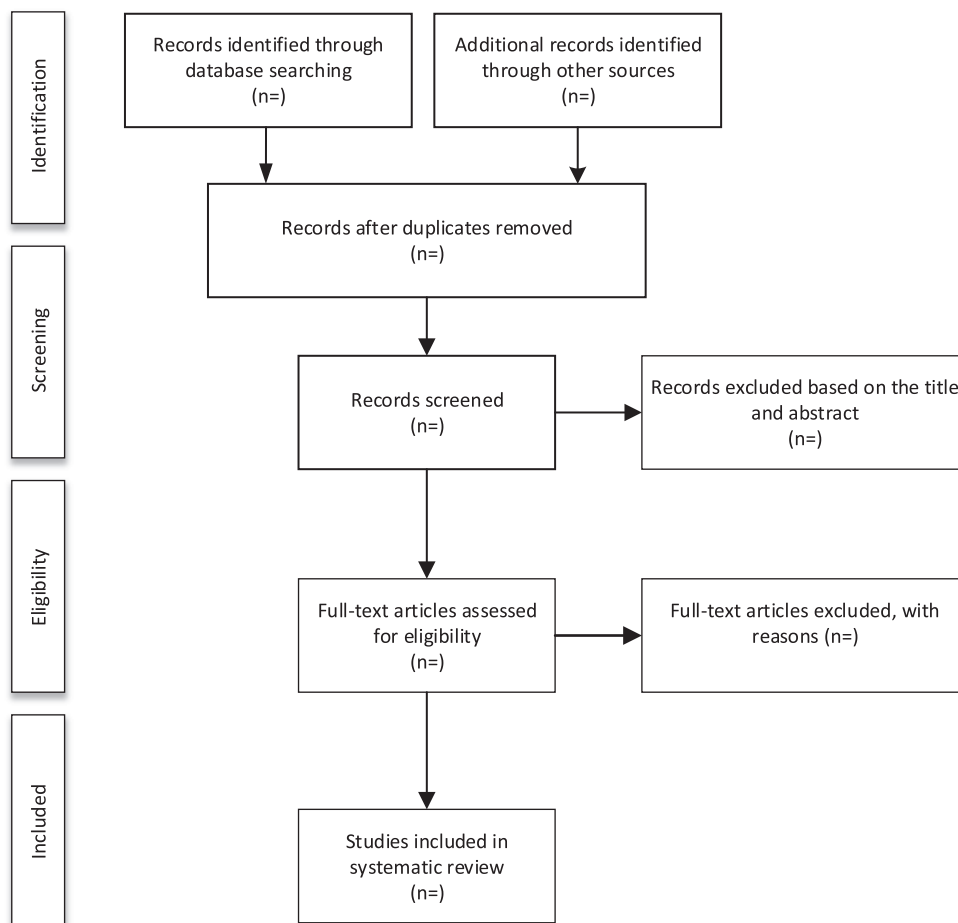 Identification
Records identified through
database searching
(n=)
Additional records identified
through other sources
(n=)
Records after duplicates removed
(n=)
Screening
Records screened
(n=)
Records excluded based on the title
and abstract
(n=)
Eligibility
Full-text articles assessed
for eligibility
(n=)
Full-text articles excluded, with
reasons (n=)
Included
Studies included in
systematic review
(n=)